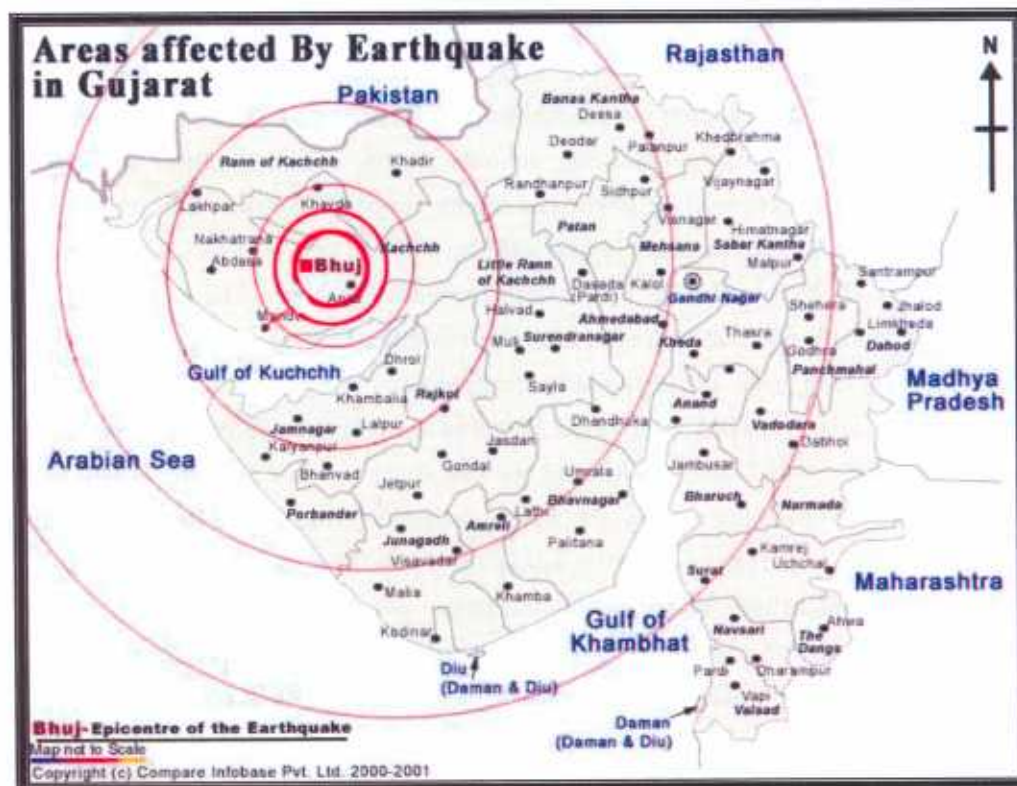 Areas affected By Earthquake
in Gujarat
Rajasthan
N
Pakistan
Banas Kantha
Deesa
Deodar
Palanpur
Khedbrahma
Rann of Kachchh
Khadir
Randhanpur
Sidhpur
Vijaynagar
Lakhpar
Khavda
Visnagar
Patan
Himatnagar
Nakhatrana
Kachchh
Mehsana
Sabar Kantha
Abdasa
Bhuj
Little Rann
of Kachchh
Malpur
Dasada
(Pardi)
Kalol
Santrampur
Gandhi Nagar
Halvad
Ahmedabad
Shehera
Jhalod
Limkheda
Muli
Surendranagar
Kheda
Thasra
Godhra
Dahod
Dhrol
Panchmahal
Gulf of Kuchchh
Sayla
Madhya
Pradesh
Khambalia
Rajkot
Anand
Jamnagar
Lalpur
Dhandhuka
Vadodara
Kalyanpur
Jasdan
Dabhoi
Arabian Sea
Bhanvad
Gondal
Jambusar
Umrala
Jetpur
Bhavnagar
Bharuch
Narmada
Porbander
Lathi
Amreli
Junagadh
Palitana
Visavadar
Kamrej
Uchchal
Surat
Maharashtra
Malia
Khamba
Gulf of
Khambhat
Kodinar
Navsari
Ahwa
The
Dangs
Diu
(Daman & Diu)
Pardi
Dharampur
Vapi
Valsad
Daman
(Daman & Diu)
Bhuj- Epicentre of the Earthquake
Map not to Scale
Copyright (c) Compare Infobase Pvt. Ltd. 2000-2001